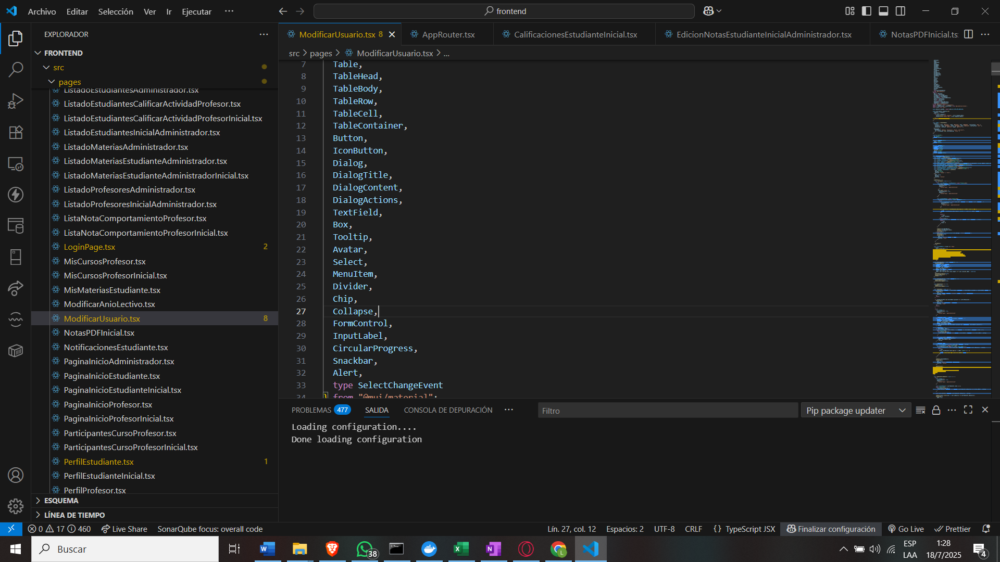 Archivo Editar Selección Ver Ir Ejecutar ···
frontend
EXPLORADOR ···
FRONTEND
src
pages
ListadoEstudiantesAdministrador.tsx
ListadoEstudiantesCalificarActividadProfesor.tsx
ListadoEstudiantesCalificarActividadProfesorInicial.tsx
ListadoEstudiantesInicialAdministrador.tsx
ListadoMateriasAdministrador.tsx
ListadoMateriasEstudianteAdministrador.tsx
ListadoMateriasEstudianteAdministradorInicial.tsx
ListadoProfesoresAdministrador.tsx
ListadoProfesoresInicialAdministrador.tsx
ListaNotaComportamientoProfesor.tsx
ListaNotaComportamientoProfesorInicial.tsx
LoginPage.tsx 2
MisCursosProfesor.tsx
MisCursosProfesorInicial.tsx
MisMateriasEstudiante.tsx
ModificarAnioLectivo.tsx
ModificarUsuario.tsx 8
NotasPDFInicial.tsx
NotificacionesEstudiante.tsx
PaginaInicioAdministrador.tsx
PaginaInicioEstudiante.tsx
PaginaInicioEstudianteInicial.tsx
PaginaInicioProfesor.tsx
PaginaInicioProfesorInicial.tsx
ParticipantesCursoProfesor.tsx
ParticipantesCursoProfesorInicial.tsx
PerfilEstudiante.tsx 1
PerfilEstudianteInicial.tsx
PerfilProfesor.tsx
ESQUEMA
LÍNEA DE TIEMPO
ModificarUsuario.tsx 8 AppRouter.tsx CalificacionesEstudianteInicial.tsx EdicionNotasEstudianteInicialAdministrador.tsx NotasPDFInicial.ts
src > pages > ModificarUsuario.tsx > ...
7 Table,
8 TableHead,
9 TableBody,
10 TableRow,
11 TableCell,
12 TableContainer,
13 Button,
14 IconButton,
15 Dialog,
16 DialogTitle,
17 DialogContent,
18 DialogActions,
19 TextField,
20 Box,
21 Tooltip,
22 Avatar,
23 Select,
24 MenuItem,
25 Divider,
26 Chip,
27 Collapse,
28 FormControl,
29 InputLabel,
30 CircularProgress,
31 Snackbar,
32 Alert,
33 type SelectChangeEvent
34 } from "@mui/material";
PROBLEMAS 477 SALIDA CONSOLA DE DEPURACIÓN ··· Filtro Pip package updater
Loading configuration....
Done loading configuration
0 17 460 Live Share SonarQube focus: overall code Lín. 27, col. 12 Espacios: 2 UTF-8 CRLF {} TypeScript JSX Finalizar configuración Go Live Prettier
Buscar
38
ESP
LAA
1:28
18/7/2025
4